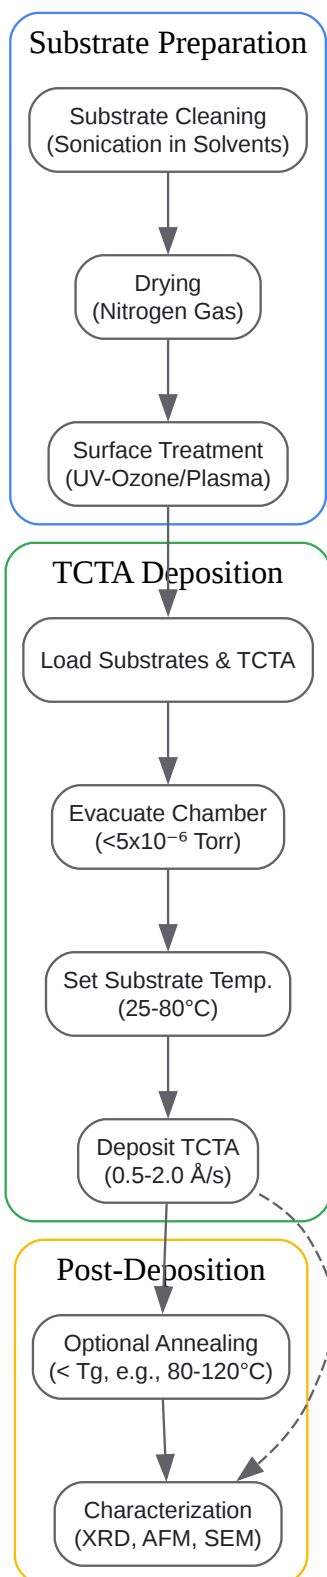 Substrate Preparation
Substrate Cleaning
(Sonication in Solvents)
Drying
(Nitrogen Gas)
Surface Treatment
(UV-Ozone/Plasma)
TCTA Deposition
Load Substrates & TCTA
Evacuate Chamber
(<5x10⁻⁶ Torr)
Set Substrate Temp.
(25-80°C)
Deposit TCTA
(0.5-2.0 Å/s)
Post-Deposition
Optional Annealing
(< Tg, e.g., 80-120°C)
Characterization
(XRD, AFM, SEM)